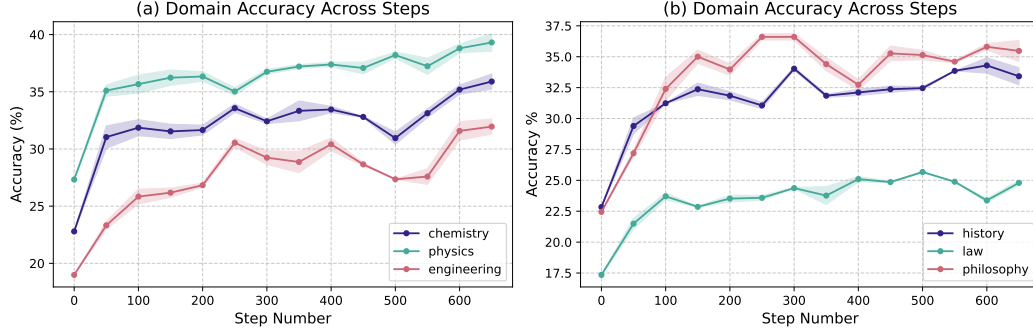 (a) Domain Accuracy Across Steps
Accuracy (%)
40
35
30
25
20
0
100
200
300
400
500
600
Step Number
chemistry
physics
engineering
(b) Domain Accuracy Across Steps
Accuracy %
37.5
35.0
32.5
30.0
27.5
25.0
22.5
20.0
17.5
0
100
200
300
400
500
600
Step Number
history
law
philosophy